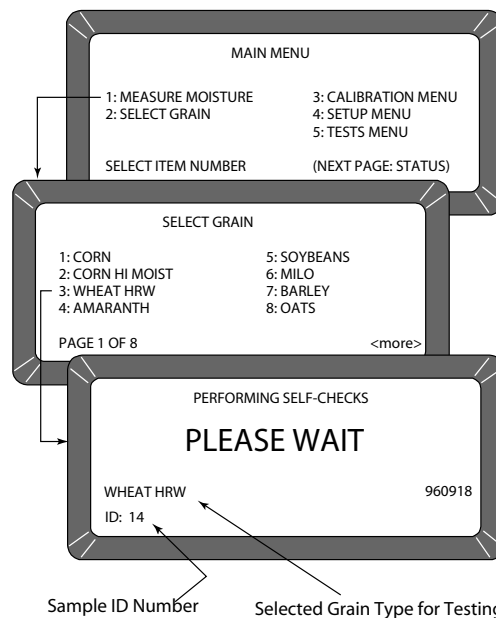 MAIN MENU
1: MEASURE MOISTURE 3: CALIBRATION MENU
2: SELECT GRAIN 4: SETUP MENU
5: TESTS MENU
SELECT ITEM NUMBER (NEXT PAGE: STATUS)
SELECT GRAIN
1: CORN 5: SOYBEANS
2: CORN HI MOIST 6: MILO
3: WHEAT HRW 7: BARLEY
4: AMARANTH 8: OATS
PAGE 1 OF 8 <more>
PERFORMING SELF-CHECKS
PLEASE WAIT
WHEAT HRW 960918
ID: 14
Sample ID Number Selected Grain Type for Testing